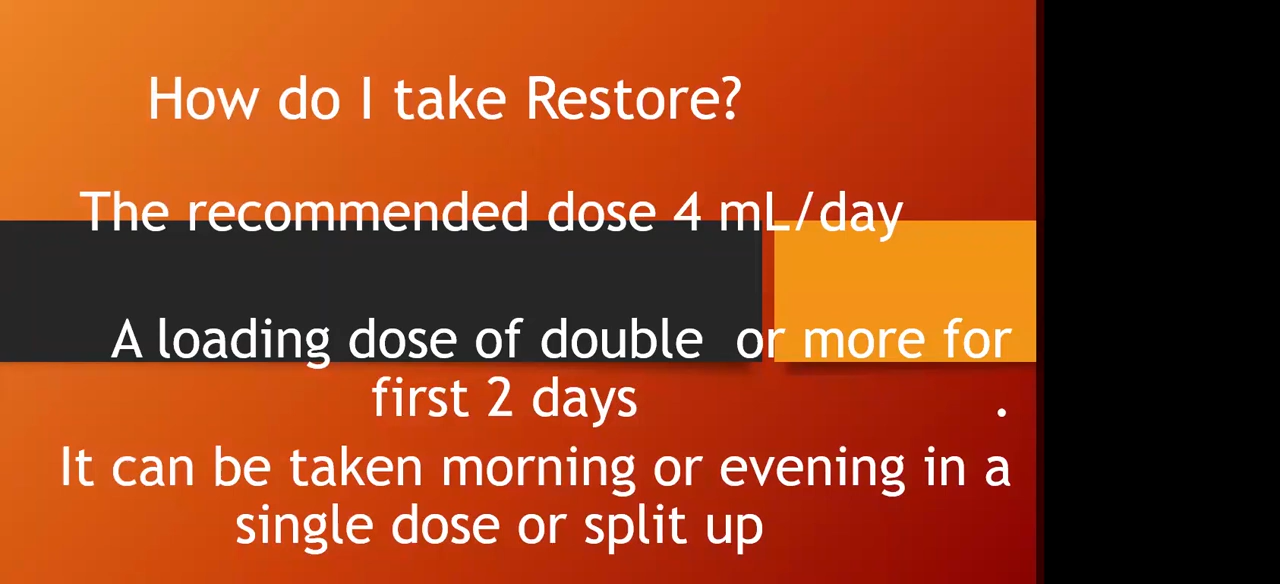 How do I take Restore?
The recommended dose 4 mL/day
A loading dose of double or more for
first 2 days .
It can be taken morning or evening in a
single dose or split up